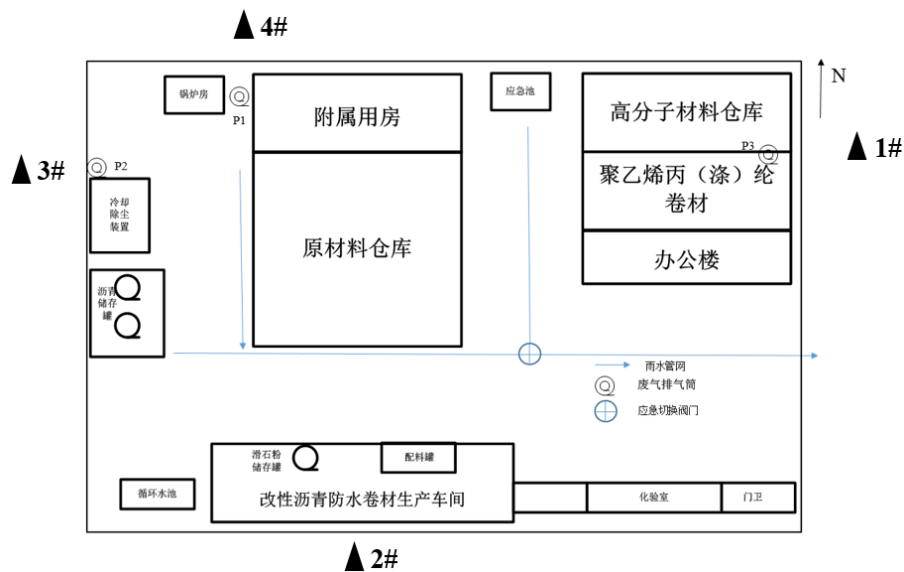 4#
N
锅炉房
P1
附属用房
应急池
高分子材料仓库
P3
1#
3#
P2
聚乙烯丙（涤）纶
卷材
冷却
除尘
装置
原材料仓库
办公楼
沥青
储存
罐
雨水管网
废气排气筒
应急切换阀门
滑石粉
储存罐
配料罐
循环水池
改性沥青防水卷材生产车间
化验室
门卫
2#